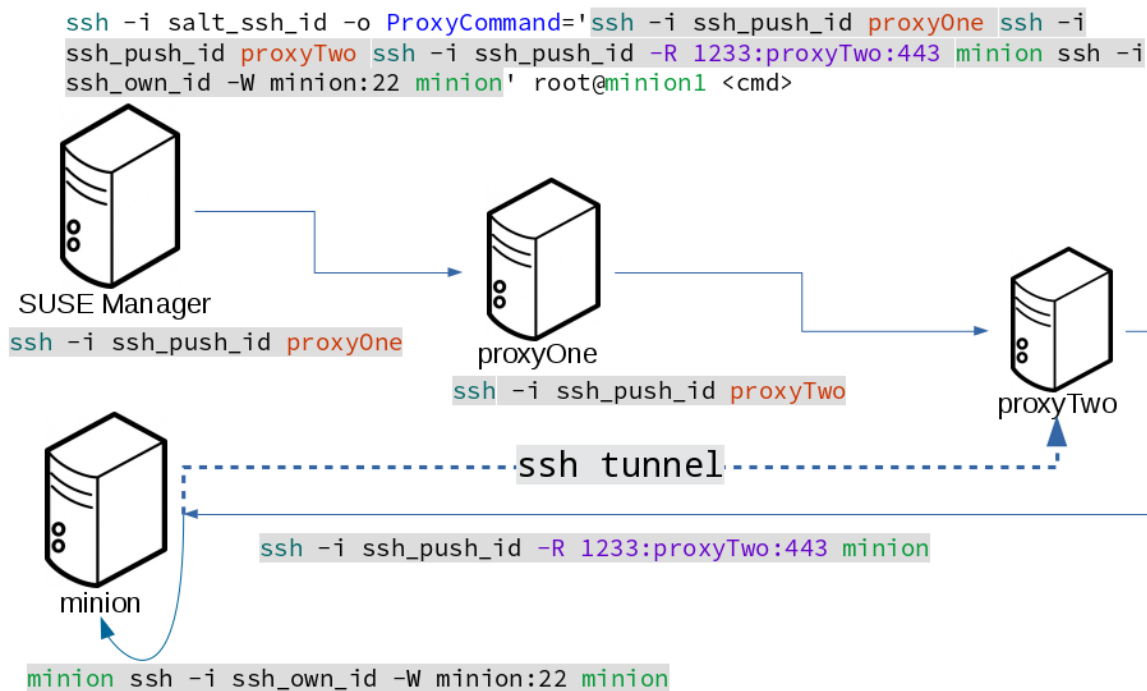 ssh -i salt_ssh_id -o ProxyCommand='ssh -i ssh_push_id proxyOne ssh -i
ssh_push_id proxyTwo ssh -i ssh_push_id -R 1233:proxyTwo:443 minion ssh -i
ssh_own_id -W minion:22 minion' root@minion1 <cmd>
SUSE Manager
ssh -i ssh_push_id proxyOne
proxyOne
ssh -i ssh_push_id proxyTwo
proxyTwo
ssh tunnel
ssh -i ssh_push_id -R 1233:proxyTwo:443 minion
minion
minion ssh -i ssh_own_id -W minion:22 minion